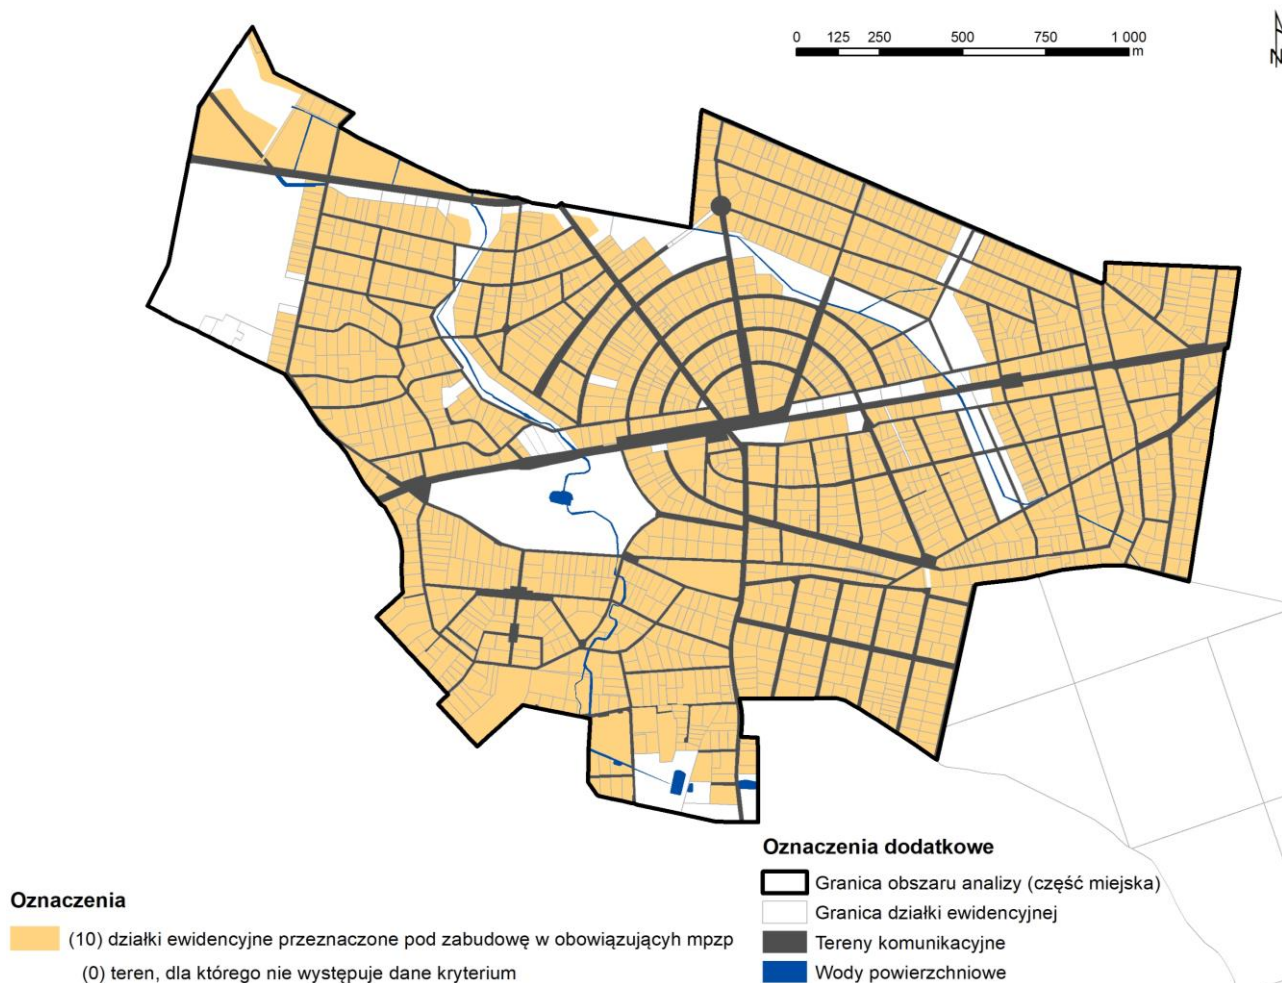 0 125 250 500 750 1 000
m
N
Oznaczenia
(10) działki ewidencyjne przeznaczone pod zabudowę w obowiązującyh mpzp
(0) teren, dla którego nie występuje dane kryterium
Oznaczenia dodatkowe
Granica obszaru analizy (część miejska)
Granica działki ewidencyjnej
Tereny komunikacyjne
Wody powierzchniowe